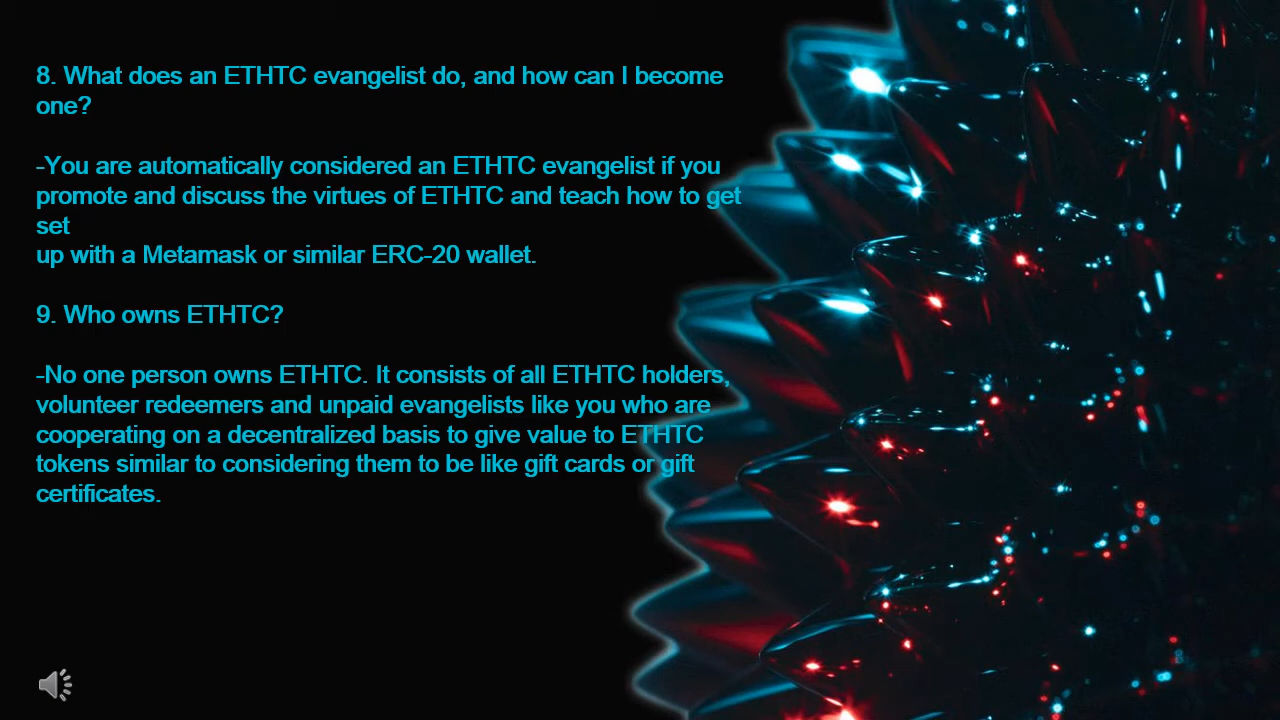 8. What does an ETHTC evangelist do, and how can I become
one?
-You are automatically considered an ETHTC evangelist if you
promote and discuss the virtues of ETHTC and teach how to get
set
up with a Metamask or similar ERC-20 wallet.
9. Who owns ETHTC?
-No one person owns ETHTC. It consists of all ETHTC holders,
volunteer redeemers and unpaid evangelists like you who are
cooperating on a decentralized basis to give value to ETHTC
tokens similar to considering them to be like gift cards or gift
certificates.